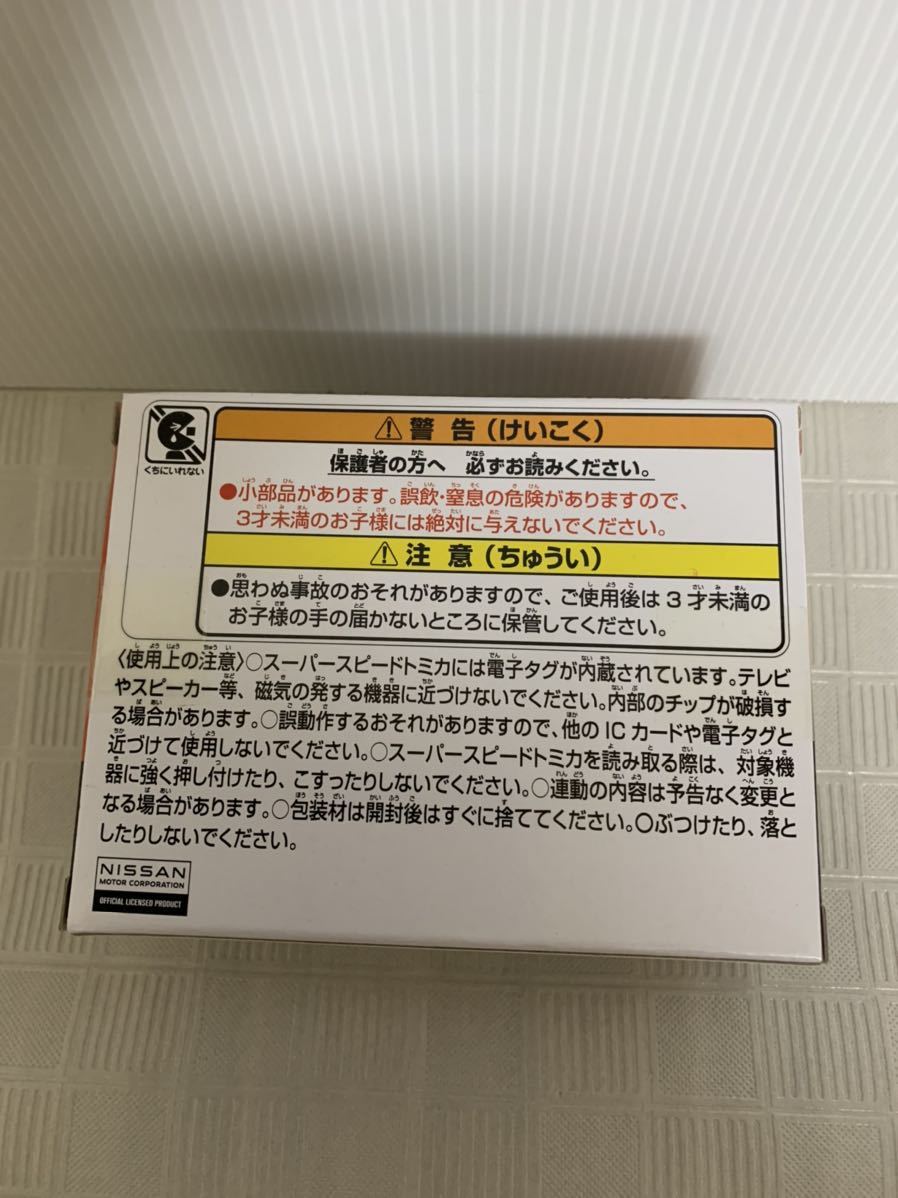 くちにいれない
⚠警告(けいこく)
保護者の方へ 必ずお読みください。
●小部品があります。誤飲・窒息の危険がありますので、
3才未満のお子様には絶対に与えないでください。
⚠注意(ちゅうい)
●思わぬ事故のおそれがありますので、ご使用後は3才未満の
お子様の手の届かないところに保管してください。
〈使用上の注意〉○スーパースピードトミカには電子タグが内蔵されています。テレビ
やスピーカー等、磁気の発する機器に近づけないでください。内部のチップが破損す
る場合があります。○誤動作するおそれがありますので、他のICカードや電子タグと
近づけて使用しないでください。○スーパースピードトミカを読み取る際は、対象機
器に強く押し付けたり、こすったりしないでください。○連動の内容は予告なく変更と
なる場合があります。○包装材は開封後はすぐに捨ててください。○ぶつけたり、落と
したりしないでください。
NISSAN
MOTOR CORPORATION
OFFICIAL LICENSED PRODUCT